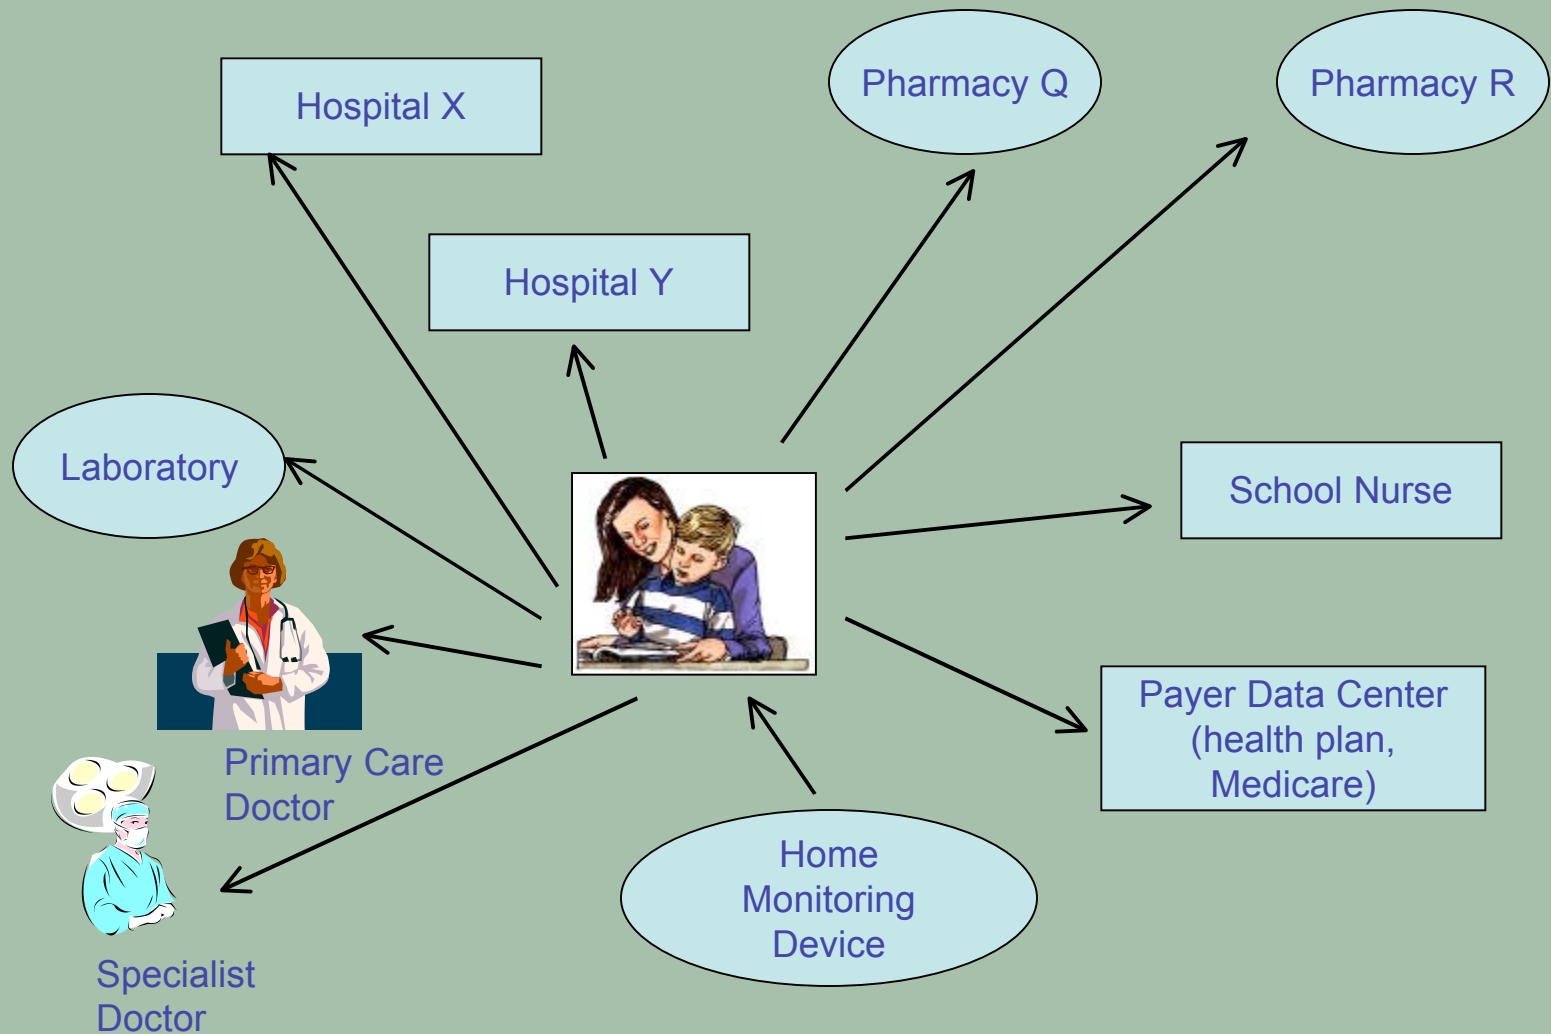 Pharmacy Q
Pharmacy R
Hospital X
Hospital Y
Laboratory
School Nurse
Primary Care
Doctor
Payer Data Center
(health plan,
Medicare)
Home
Monitoring
Device
Specialist
Doctor